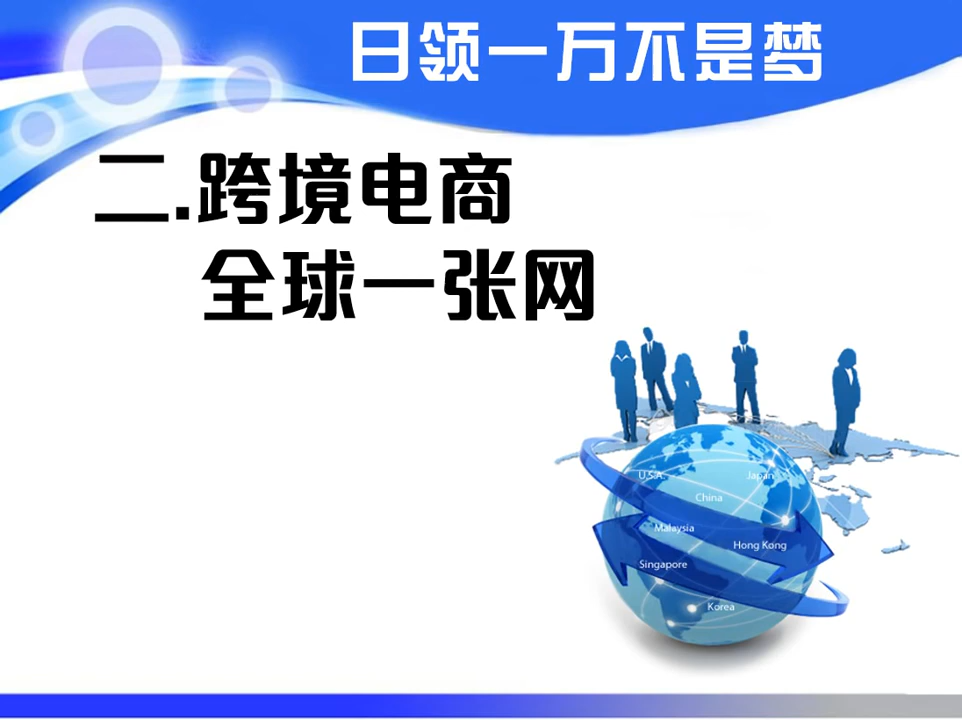 日领一万不是梦
二.跨境电商
全球一张网
U.S.A.
Japan
China
Malaysia
Hong Kong
Singapore
Korea